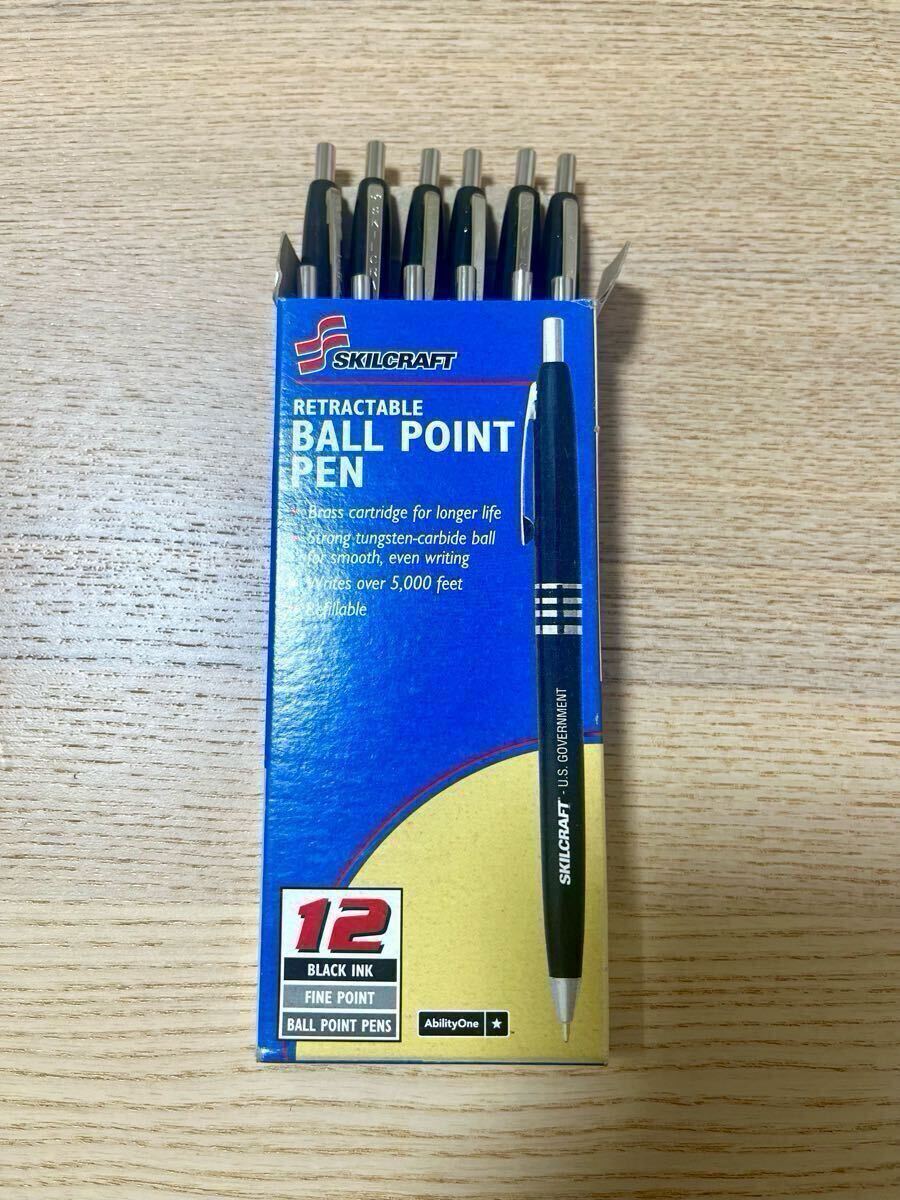 SKILCRAFT
RETRACTABLE
BALL POINT
PEN
Brass cartridge for longer life
Strong tungsten-carbide ball
for smooth, even writing
Writes over 5,000 feet
Refillable
SKILCRAFT - U.S. GOVERNMENT
12
BLACK INK
FINE POINT
BALL POINT PENS
AbilityOne